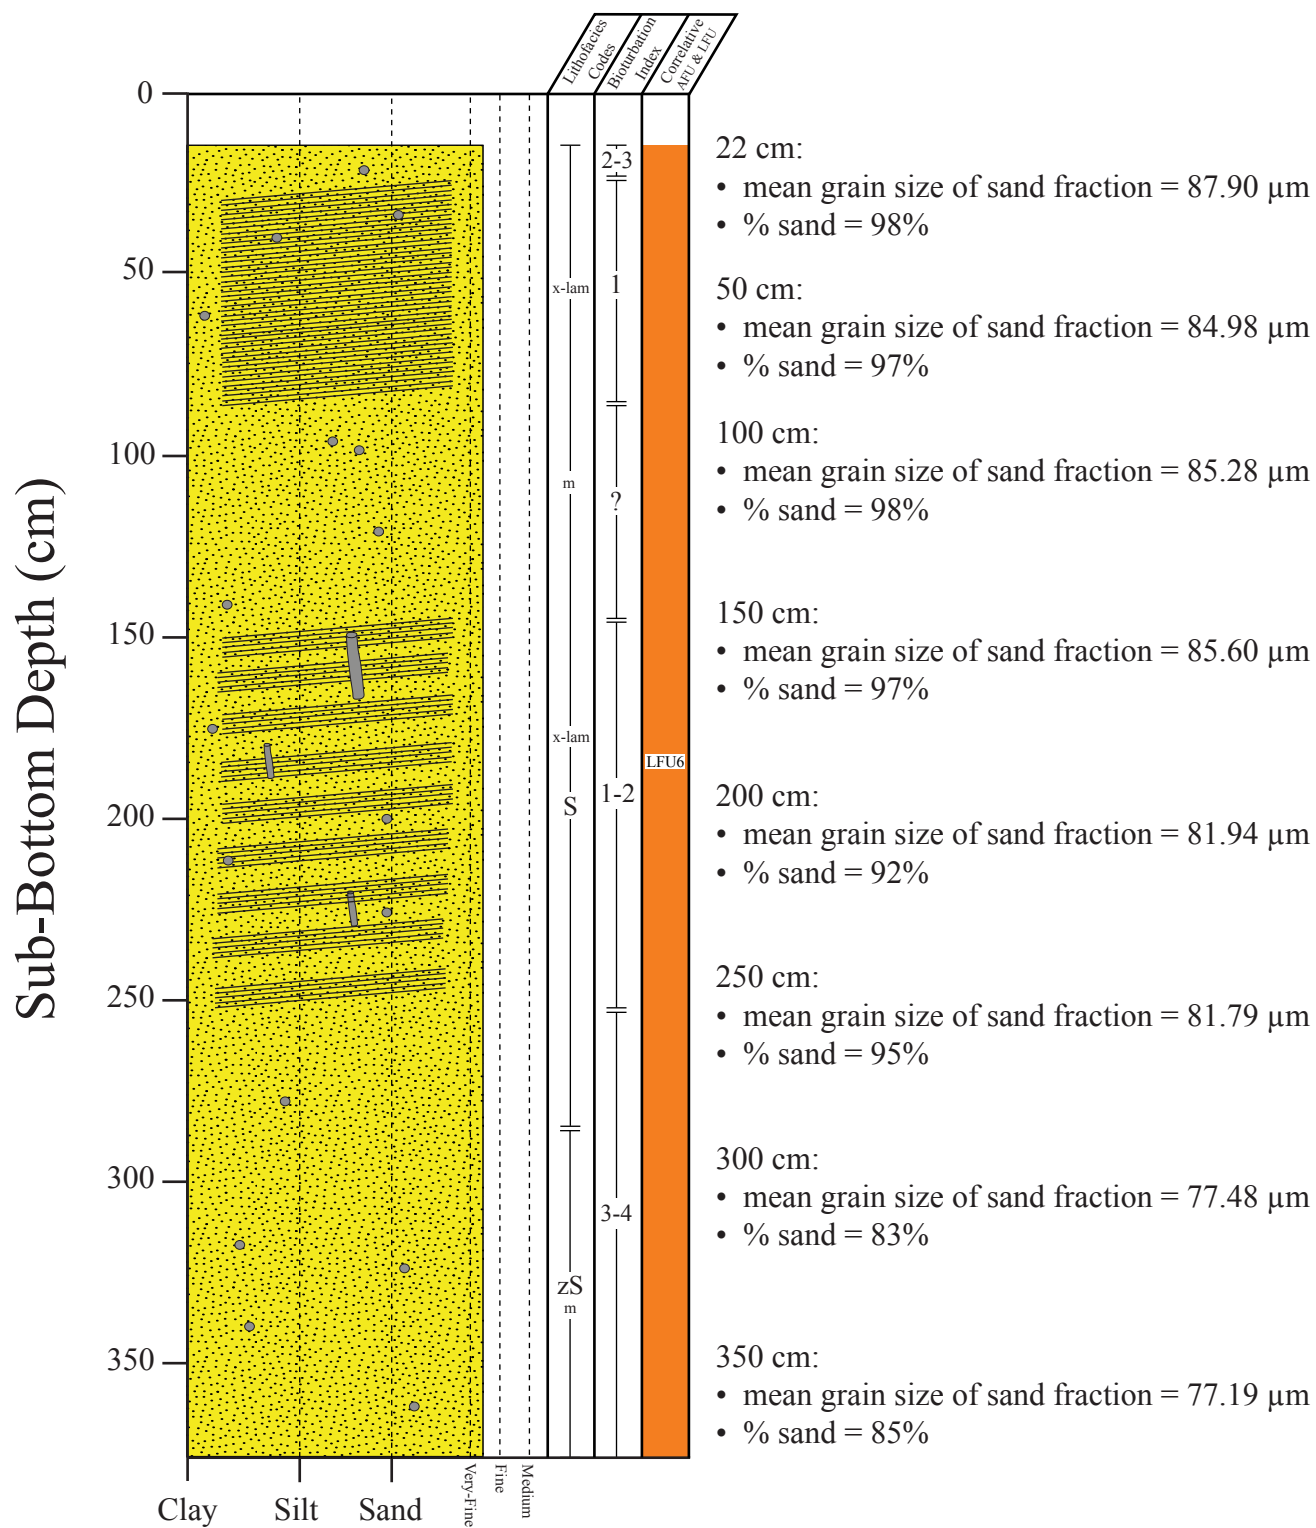 Lithofacies
Codes
Bioturbation
Index
Correlative
AFU & LFU
Sub-Bottom Depth (cm)
0
50
100
150
200
250
300
350
x-lam
m
x-lam
S
zS
m
2-3
1
?
1-2
3-4
LFU6
22 cm:
• mean grain size of sand fraction = 87.90 µm
• % sand = 98%
50 cm:
• mean grain size of sand fraction = 84.98 µm
• % sand = 97%
100 cm:
• mean grain size of sand fraction = 85.28 µm
• % sand = 98%
150 cm:
• mean grain size of sand fraction = 85.60 µm
• % sand = 97%
200 cm:
• mean grain size of sand fraction = 81.94 µm
• % sand = 92%
250 cm:
• mean grain size of sand fraction = 81.79 µm
• % sand = 95%
300 cm:
• mean grain size of sand fraction = 77.48 µm
• % sand = 83%
350 cm:
• mean grain size of sand fraction = 77.19 µm
• % sand = 85%
Clay
Silt
Sand
Very-Fine
Fine
Medium